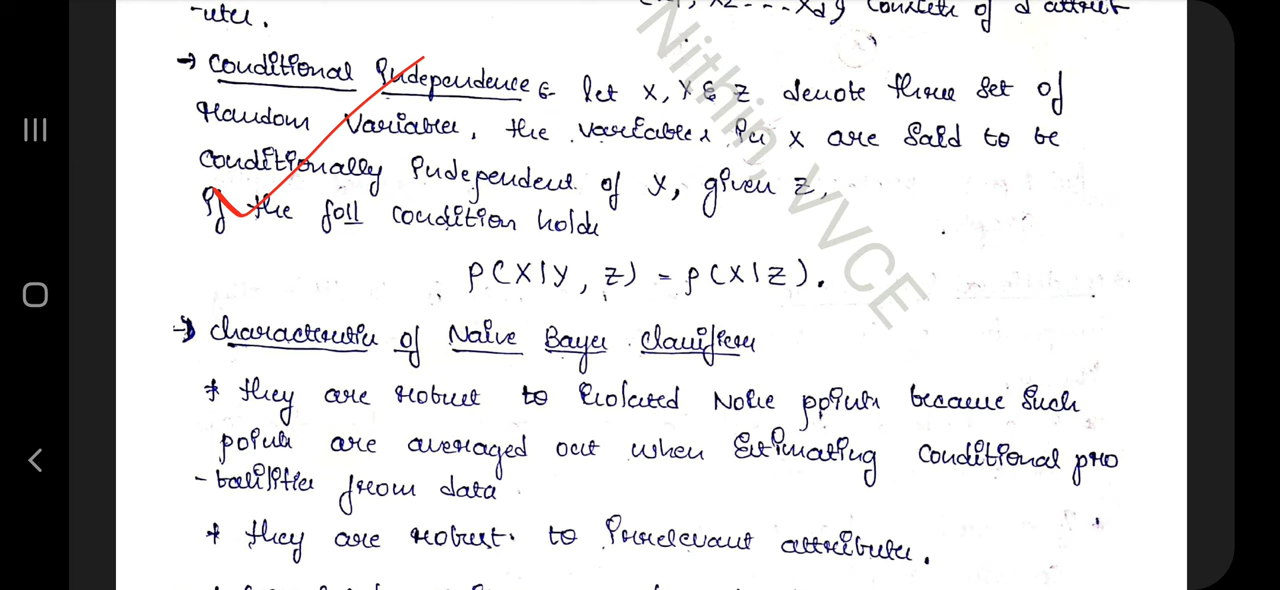 -utes.
X2 - - - Xd} consists of d attrib
→ Conditional Independence :- let X, Y & Z denote three set of
Random Variables, the variables in X are said to be
conditionally independent of Y, given Z,
If the foll condition holds
P(X|Y, Z) = P(X|Z).
→ characteristics of Naive Bayes Classifiers
* they are robust to Isolated Noise points because such
points are averaged out when Estimating conditional pro
- babilities from data
* they are robust to Irrelevant attributes.
Nithin, VVCE